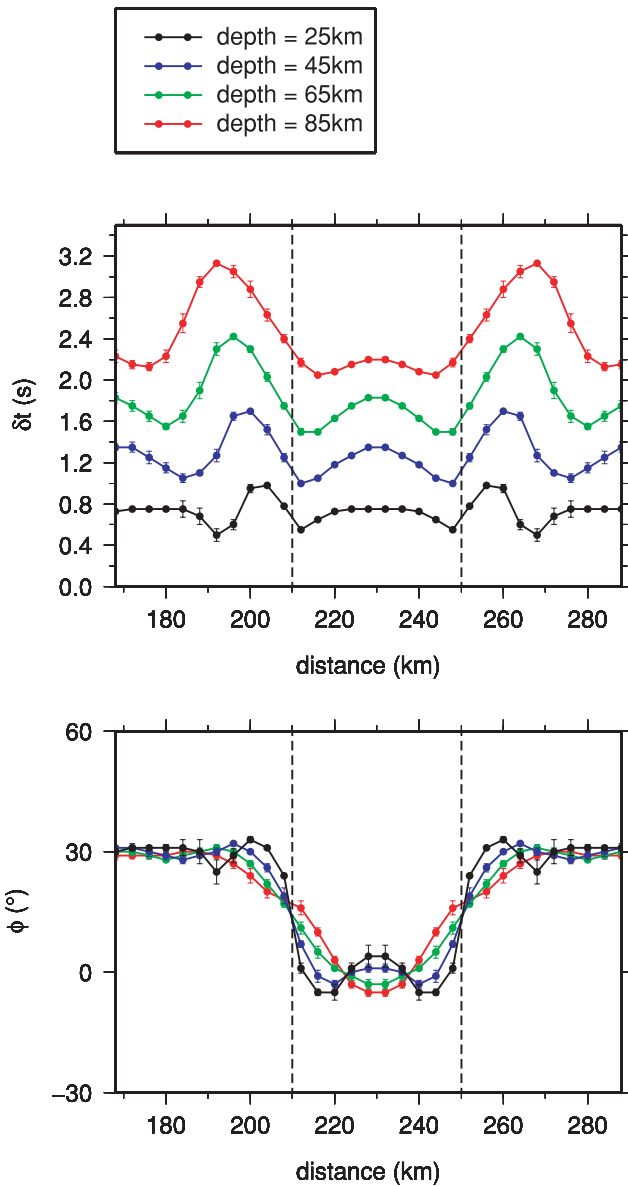 depth = 25km
depth = 45km
depth = 65km
depth = 85km
3.2
2.8
2.4
2.0
1.6
1.2
0.8
0.4
0.0
δt (s)
180 200 220 240 260 280
distance (km)
60
30
0
−30
ϕ (°)
180 200 220 240 260 280
distance (km)